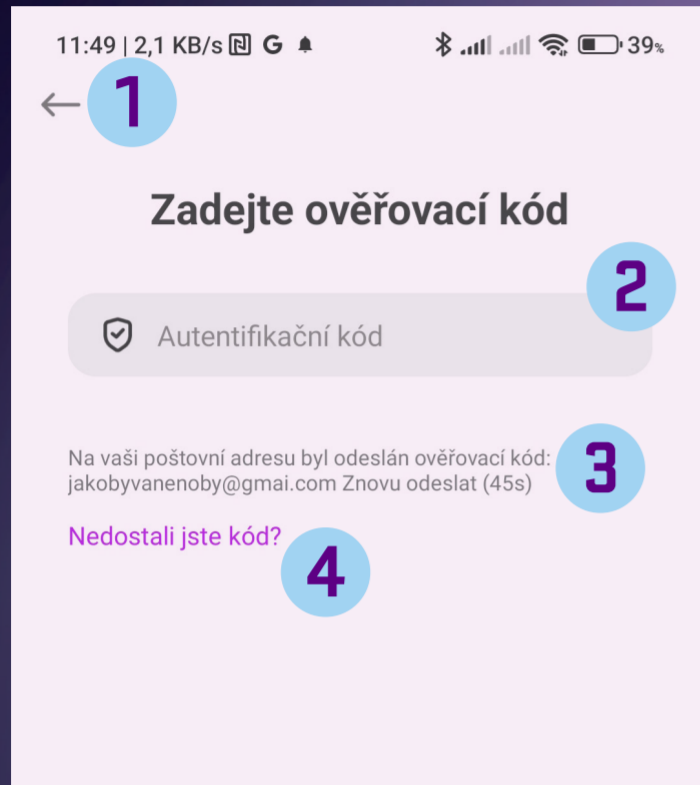 11:49 | 2,1 KB/s N G 39%
1
Zadejte ověřovací kód
2
Autentifikační kód
Na vaši poštovní adresu byl odeslán ověřovací kód:
jakobyvanenoby@gmai.com Znovu odeslat (45s)
3
Nedostali jste kód?
4